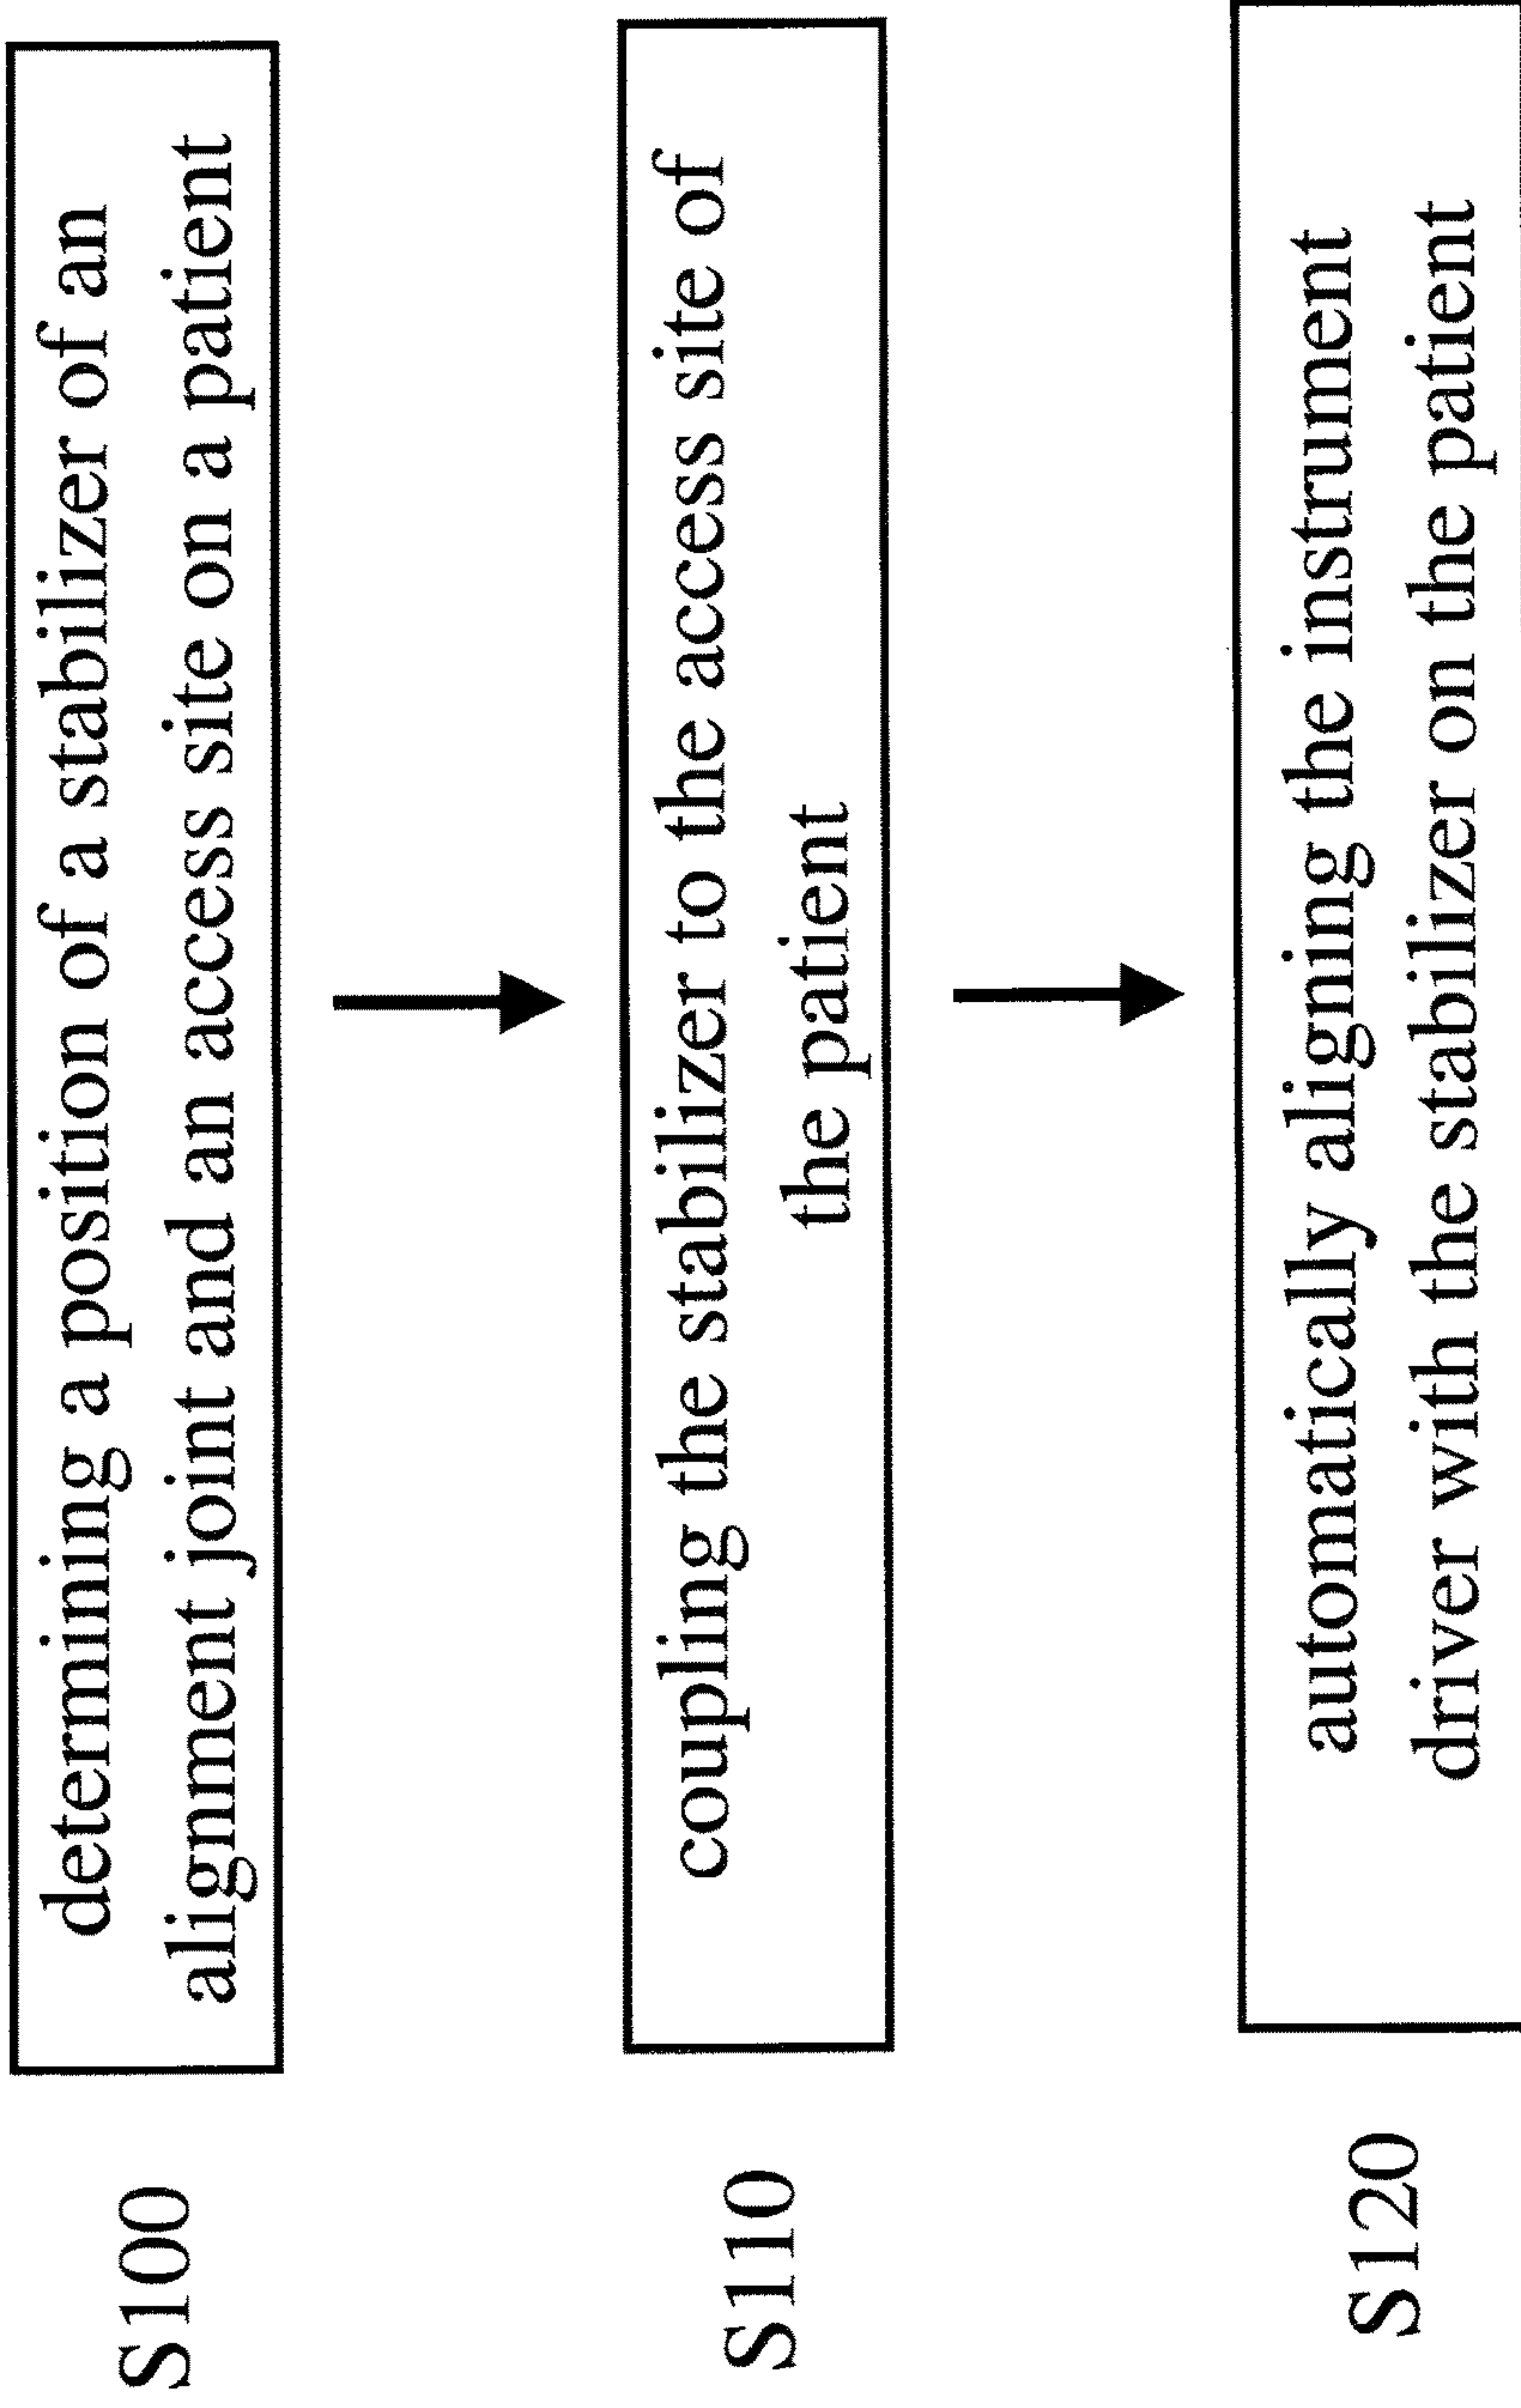 S100
determining a position of a stabilizer of an
alignment joint and an access site on a patient
S110
coupling the stabilizer to the access site of
the patient
S120
automatically aligning the instrument
driver with the stabilizer on the patient